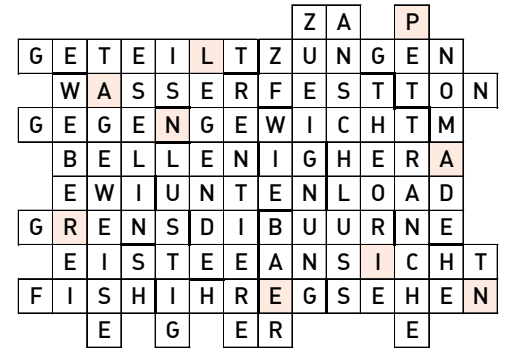 Z A P
G E T E I L T Z U N G E N
W A S S E R F E S T T O N
G E G E N G E W I C H T M
B E L L E N I G H E R A
E W I U N T E N L O A D
G R E N S D I B U U R N E
E I S T E E A N S I C H T
F I S H I H R E G S E H E N
E G E R E